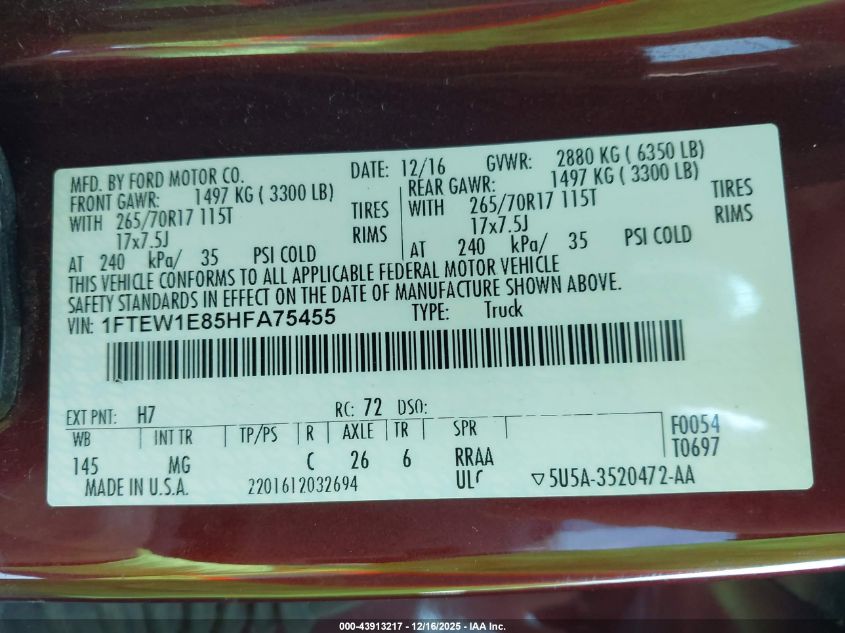 MFD. BY FORD MOTOR CO. DATE: 12/16 GVWR: 2880 KG ( 6350 LB)
FRONT GAWR: 1497 KG ( 3300 LB) REAR GAWR: 1497 KG ( 3300 LB)
WITH 265/70R17 115T TIRES WITH 265/70R17 115T TIRES
17x7.5J RIMS 17x7.5J RIMS
AT 240 kPa/ 35 PSI COLD AT 240 kPa/ 35 PSI COLD
THIS VEHICLE CONFORMS TO ALL APPLICABLE FEDERAL MOTOR VEHICLE
SAFETY STANDARDS IN EFFECT ON THE DATE OF MANUFACTURE SHOWN ABOVE.
VIN: 1FTEW1E85HFA75455 TYPE: Truck
EXT PNT: H7 RC: 72 DSO:
WB INT TR TP/PS R AXLE TR SPR F0054
145 MG C 26 6 RRAA T0697
MADE IN U.S.A. 2201612032694 5U5A-3520472-AA
000-43913217 - 12/16/2025 - IAA Inc.